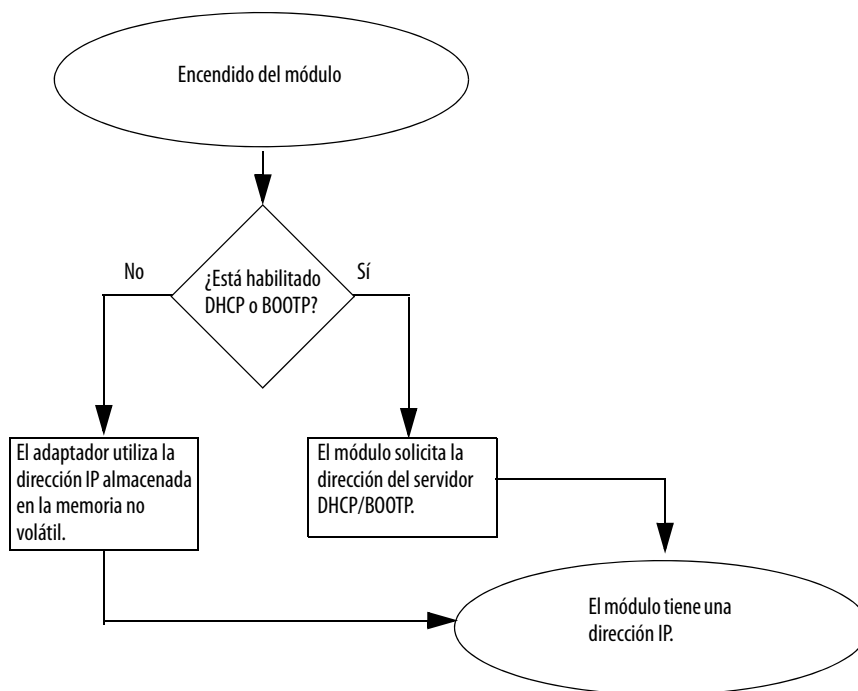 Encendido del módulo
No
¿Está habilitado
DHCP o BOOTP?
Sí
El adaptador utiliza la
dirección IP almacenada
en la memoria no
volátil.
El módulo solicita la
dirección del servidor
DHCP/BOOTP.
El módulo tiene una
dirección IP.